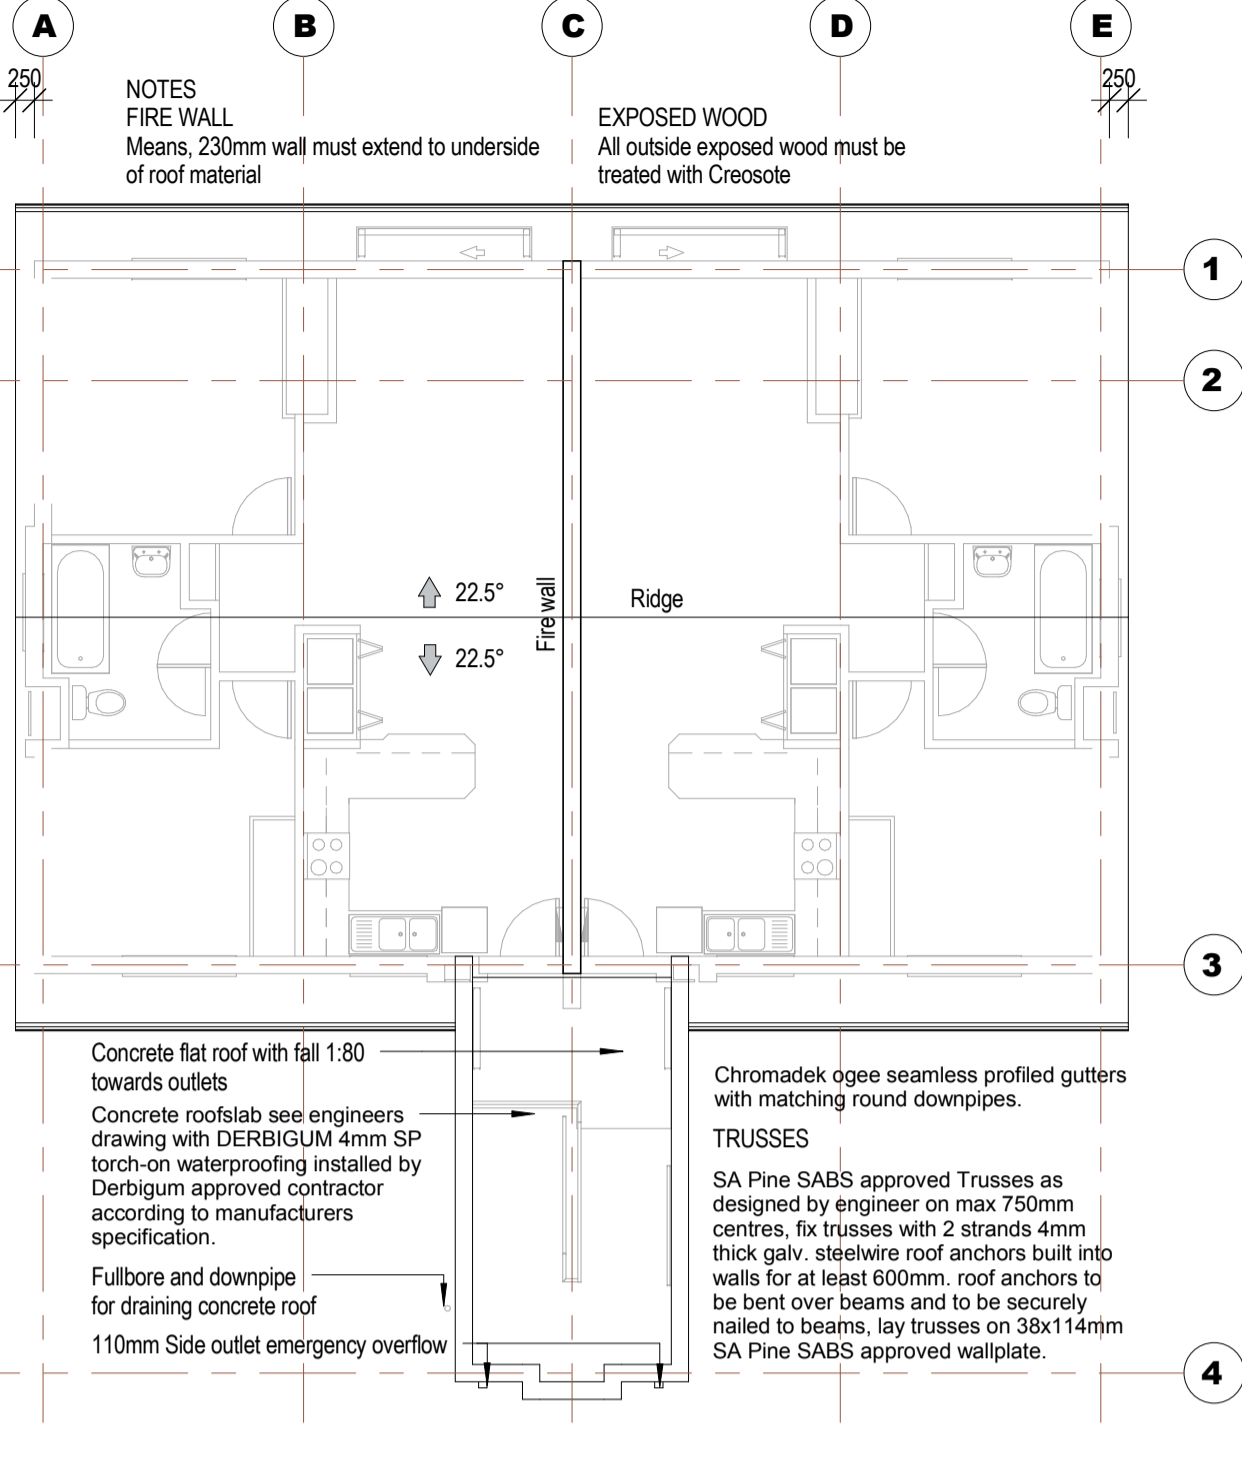 A
B
C
D
E
250
250
NOTES
FIRE WALL
Means, 230mm wall must extend to underside
of roof material
EXPOSED WOOD
All outside exposed wood must be
treated with Creosote
1
2
22.5°
22.5°
Fire wall
Ridge
3
Concrete flat roof with fall 1:80
towards outlets
Concrete roofslab see engineers
drawing with DERBIGUM 4mm SP
torch-on waterproofing installed by
Derbigum approved contractor
according to manufacturers
specification.
Fullbore and downpipe
for draining concrete roof
110mm Side outlet emergency overflow
Chromadek ogee seamless profiled gutters
with matching round downpipes.
TRUSSES
SA Pine SABS approved Trusses as
designed by engineer on max 750mm
centres, fix trusses with 2 strands 4mm
thick galv. steelwire roof anchors built into
walls for at least 600mm. roof anchors to
be bent over beams and to be securely
nailed to beams, lay trusses on 38x114mm
SA Pine SABS approved wallplate.
4